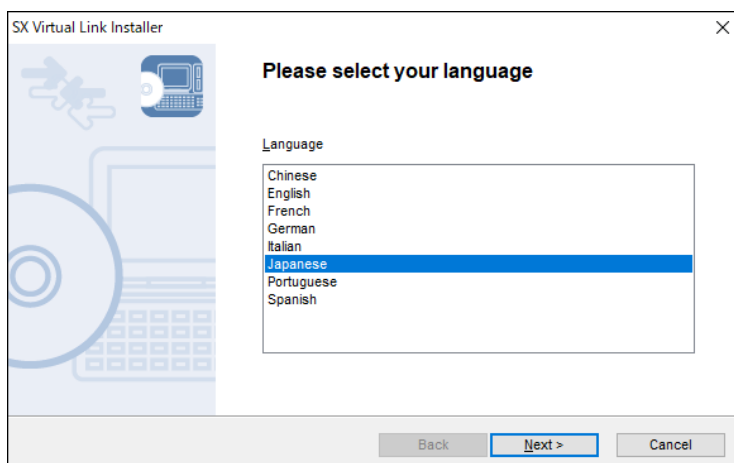 SX Virtual Link Installer
Please select your language
Language
Chinese
English
French
German
Italian
Japanese
Portuguese
Spanish
Back
Next >
Cancel